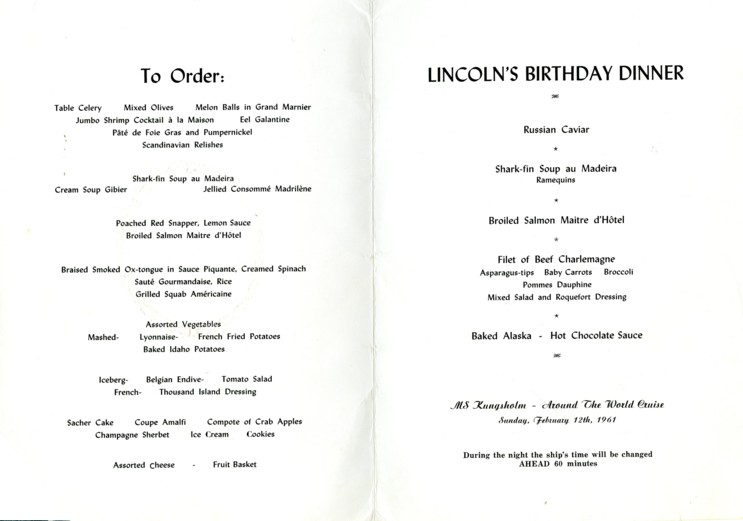 To Order:
Table Celery Mixed Olives Melon Balls in Grand Marnier
Jumbo Shrimp Cocktail à la Maison Eel Galantine
Pâté de Foie Gras and Pumpernickel
Scandinavian Relishes
Shark-fin Soup au Madeira
Cream Soup Gibier Jellied Consommé Madrilène
Poached Red Snapper, Lemon Sauce
Broiled Salmon Maitre d'Hôtel
Braised Smoked Ox-tongue in Sauce Piquante, Creamed Spinach
Sauté Gourmandaise, Rice
Grilled Squab Américaine
Assorted Vegetables
Mashed- Lyonnaise- French Fried Potatoes
Baked Idaho Potatoes
Iceberg- Belgian Endive- Tomato Salad
French- Thousand Island Dressing
Sacher Cake Coupe Amalfi Compote of Crab Apples
Champagne Sherbet Ice Cream Cookies
Assorted Cheese - Fruit Basket
LINCOLN'S BIRTHDAY DINNER
Russian Caviar
*
Shark-fin Soup au Madeira
Ramequins
*
Broiled Salmon Maitre d'Hôtel
*
Filet of Beef Charlemagne
Asparagus-tips Baby Carrots Broccoli
Pommes Dauphine
Mixed Salad and Roquefort Dressing
*
Baked Alaska - Hot Chocolate Sauce
MS Kungsholm - Around The World Cruise
Sunday, February 12th, 1961
During the night the ship's time will be changed
AHEAD 60 minutes